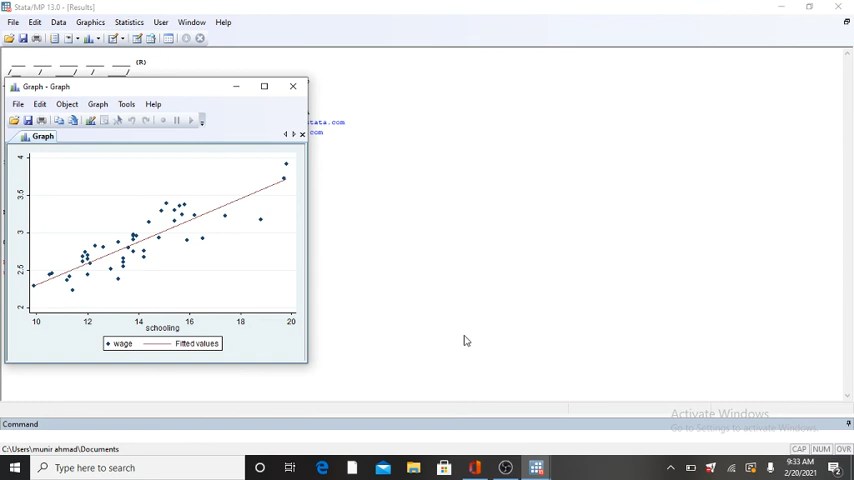 Stata/MP 13.0 - [Results]
File Edit Data Graphics Statistics User Window Help
(R)
Graph - Graph
File Edit Object Graph Tools Help
Graph
stata.com
com
4
3.5
3
2.5
2
10 12 14 16 18 20
schooling
wage Fitted values
Activate Windows
Go to Settings to activate Windows.
Command
C:\Users\munir ahmad\Documents
CAP NUM OVR
Type here to search
9:33 AM
2/20/2021
2